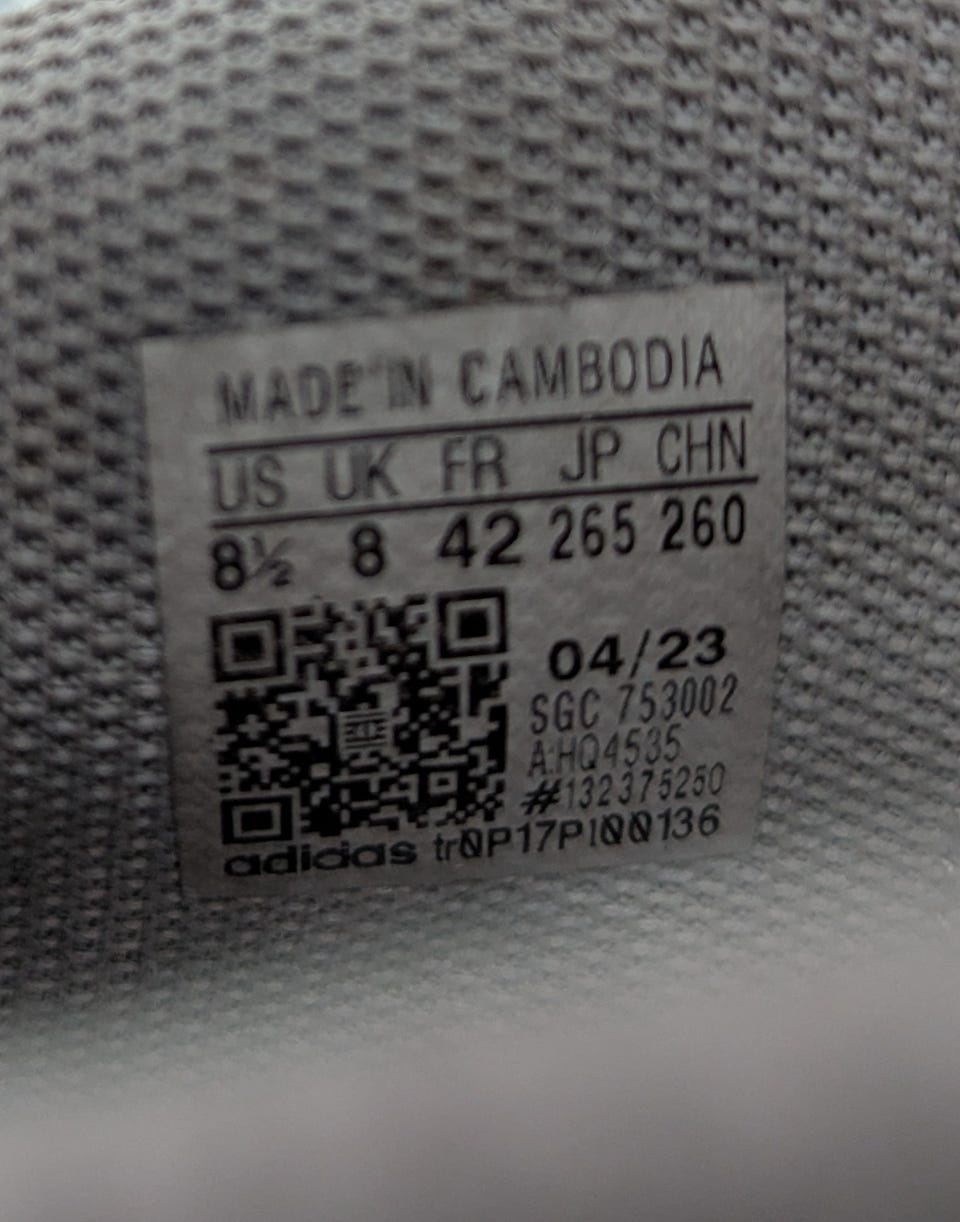 MADE IN CAMBODIA
US UK FR JP CHN
8½ 8 42 265 260
04/23
SGC 753002
A:HQ4535
#132375250
adidas tr0P17PI00136